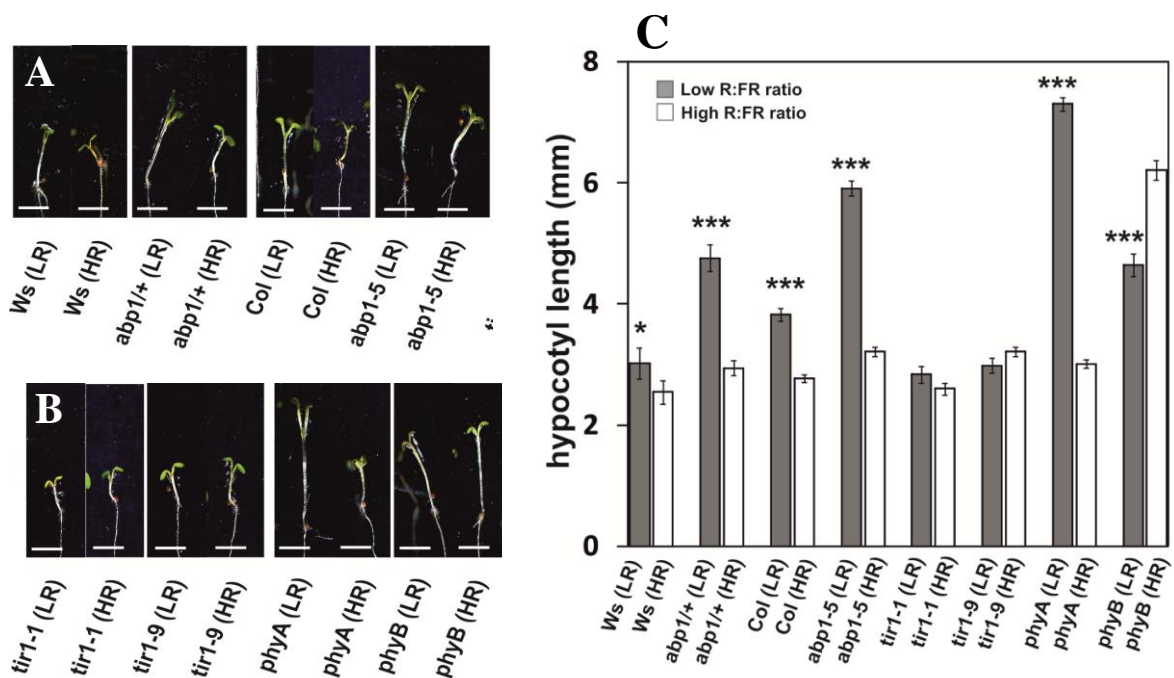 A
Ws (LR)
Ws (HR)
abp1/+ (LR)
abp1/+ (HR)
Col (LR)
Col (HR)
abp1-5 (LR)
abp1-5 (HR)
B
tir1-1 (LR)
tir1-1 (HR)
tir1-9 (LR)
tir1-9 (HR)
phyA (LR)
phyA (HR)
phyB (LR)
phyB (HR)
C
hypocotyl length (mm)
8
6
4
2
0
Low R:FR ratio
High R:FR ratio
*
***
***
***
***
***
Ws (LR)
Ws (HR)
abp1/+ (LR)
abp1/+ (HR)
Col (LR)
Col (HR)
abp1-5 (LR)
abp1-5 (HR)
tir1-1 (LR)
tir1-1 (HR)
tir1-9 (LR)
tir1-9 (HR)
phyA (LR)
phyA (HR)
phyB (LR)
phyB (HR)